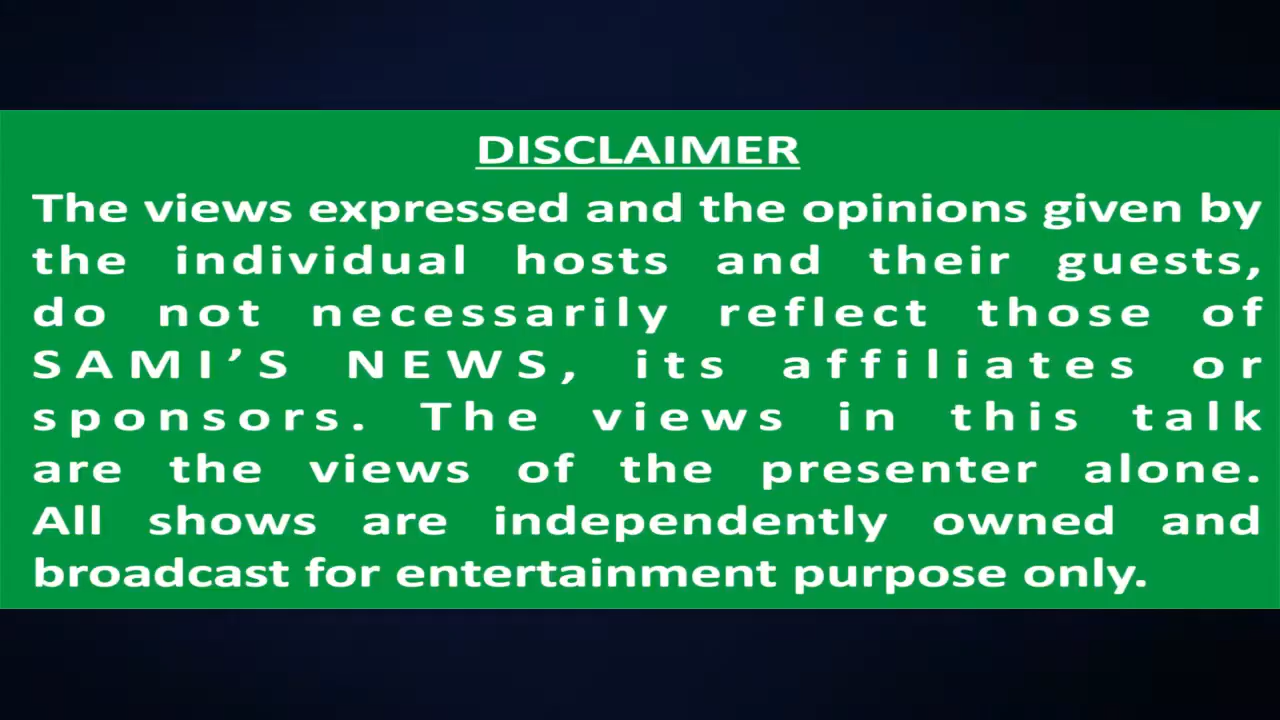 DISCLAIMER
The views expressed and the opinions given by
the individual hosts and their guests,
do not necessarily reflect those of
SAMI’S NEWS, its affiliates or
sponsors. The views in this talk
are the views of the presenter alone.
All shows are independently owned and
broadcast for entertainment purpose only.